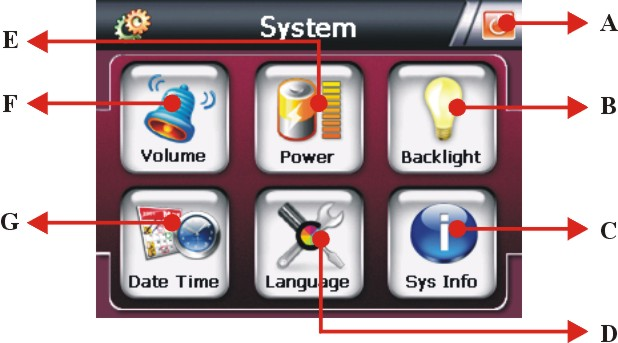 System
A
E
F
B
Volume
Power
Backlight
G
C
Date Time
Language
Sys Info
D